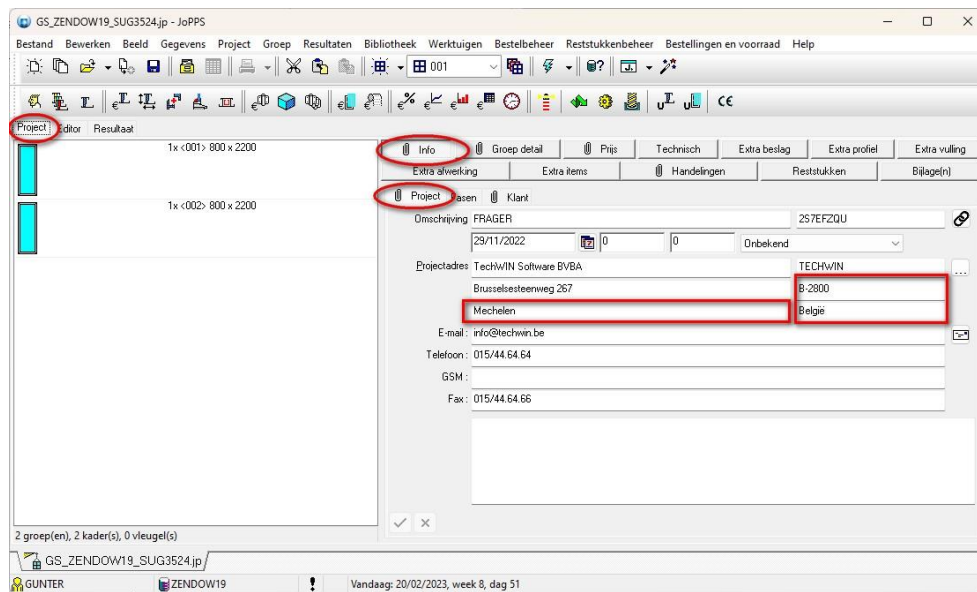 GS_ZENDOW19_SUG3524.jp - JoPPS
Bestand Bewerken Beeld Gegevens Project Groep Resultaten Bibliotheek Werktuigen Bestelbeheer Reststukkenbeheer Bestellingen en voorraad Help
001
Project Editor Resultaat
1x <001> 800 x 2200
1x <002> 800 x 2200
Info Groep detail Prijs Technisch Extra beslag Extra profiel Extra vulling
Extra afwerking Extra items Handelingen Reststukken Bijlage(n)
Project Fasen Klant
Omschrijving FRAGER 2S7EFZQU
29/11/2022 0 0 Onbekend
Projectadres TechWIN Software BVBA TECHWIN ...
Brusselsesteenweg 267 B-2800
Mechelen België
E-mail : info@techwin.be
Telefoon : 015/44.64.64
GSM :
Fax : 015/44.64.66
2 groep(en), 2 kader(s), 0 vleugel(s)
GS_ZENDOW19_SUG3524.jp
GUNTER ZENDOW19 ! Vandaag: 20/02/2023, week 8, dag 51